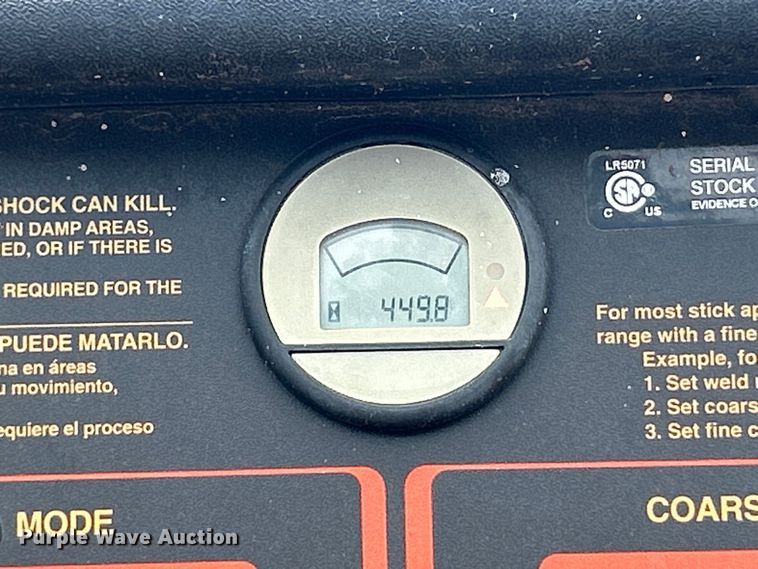 SHOCK CAN KILL.
IN DAMP AREAS,
ED, OR IF THERE IS
REQUIRED FOR THE
PUEDE MATARLO.
na en áreas
u movimiento,
equiere el proceso
449.8
LR5071
C US
SERIAL
STOCK
EVIDENCE O
For most stick ap
range with a fine
Example, fo
1. Set weld
2. Set coars
3. Set fine c
MODE
COARS
Purple Wave Auction